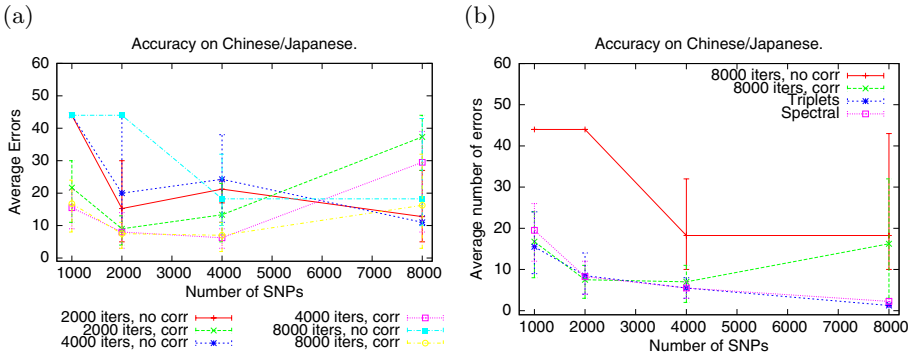 (a)
Accuracy on Chinese/Japanese.
60
50
40
30
20
10
0
Average Errors
1000 2000 3000 4000 5000 6000 7000 8000
Number of SNPs
2000 iters, no corr
2000 iters, corr
4000 iters, no corr
4000 iters, corr
8000 iters, no corr
8000 iters, corr
(b)
Accuracy on Chinese/Japanese.
60
50
40
30
20
10
0
Average number of errors
8000 iters, no corr
8000 iters, corr
Triplets
Spectral
1000 2000 3000 4000 5000 6000 7000 8000
Number of SNPs